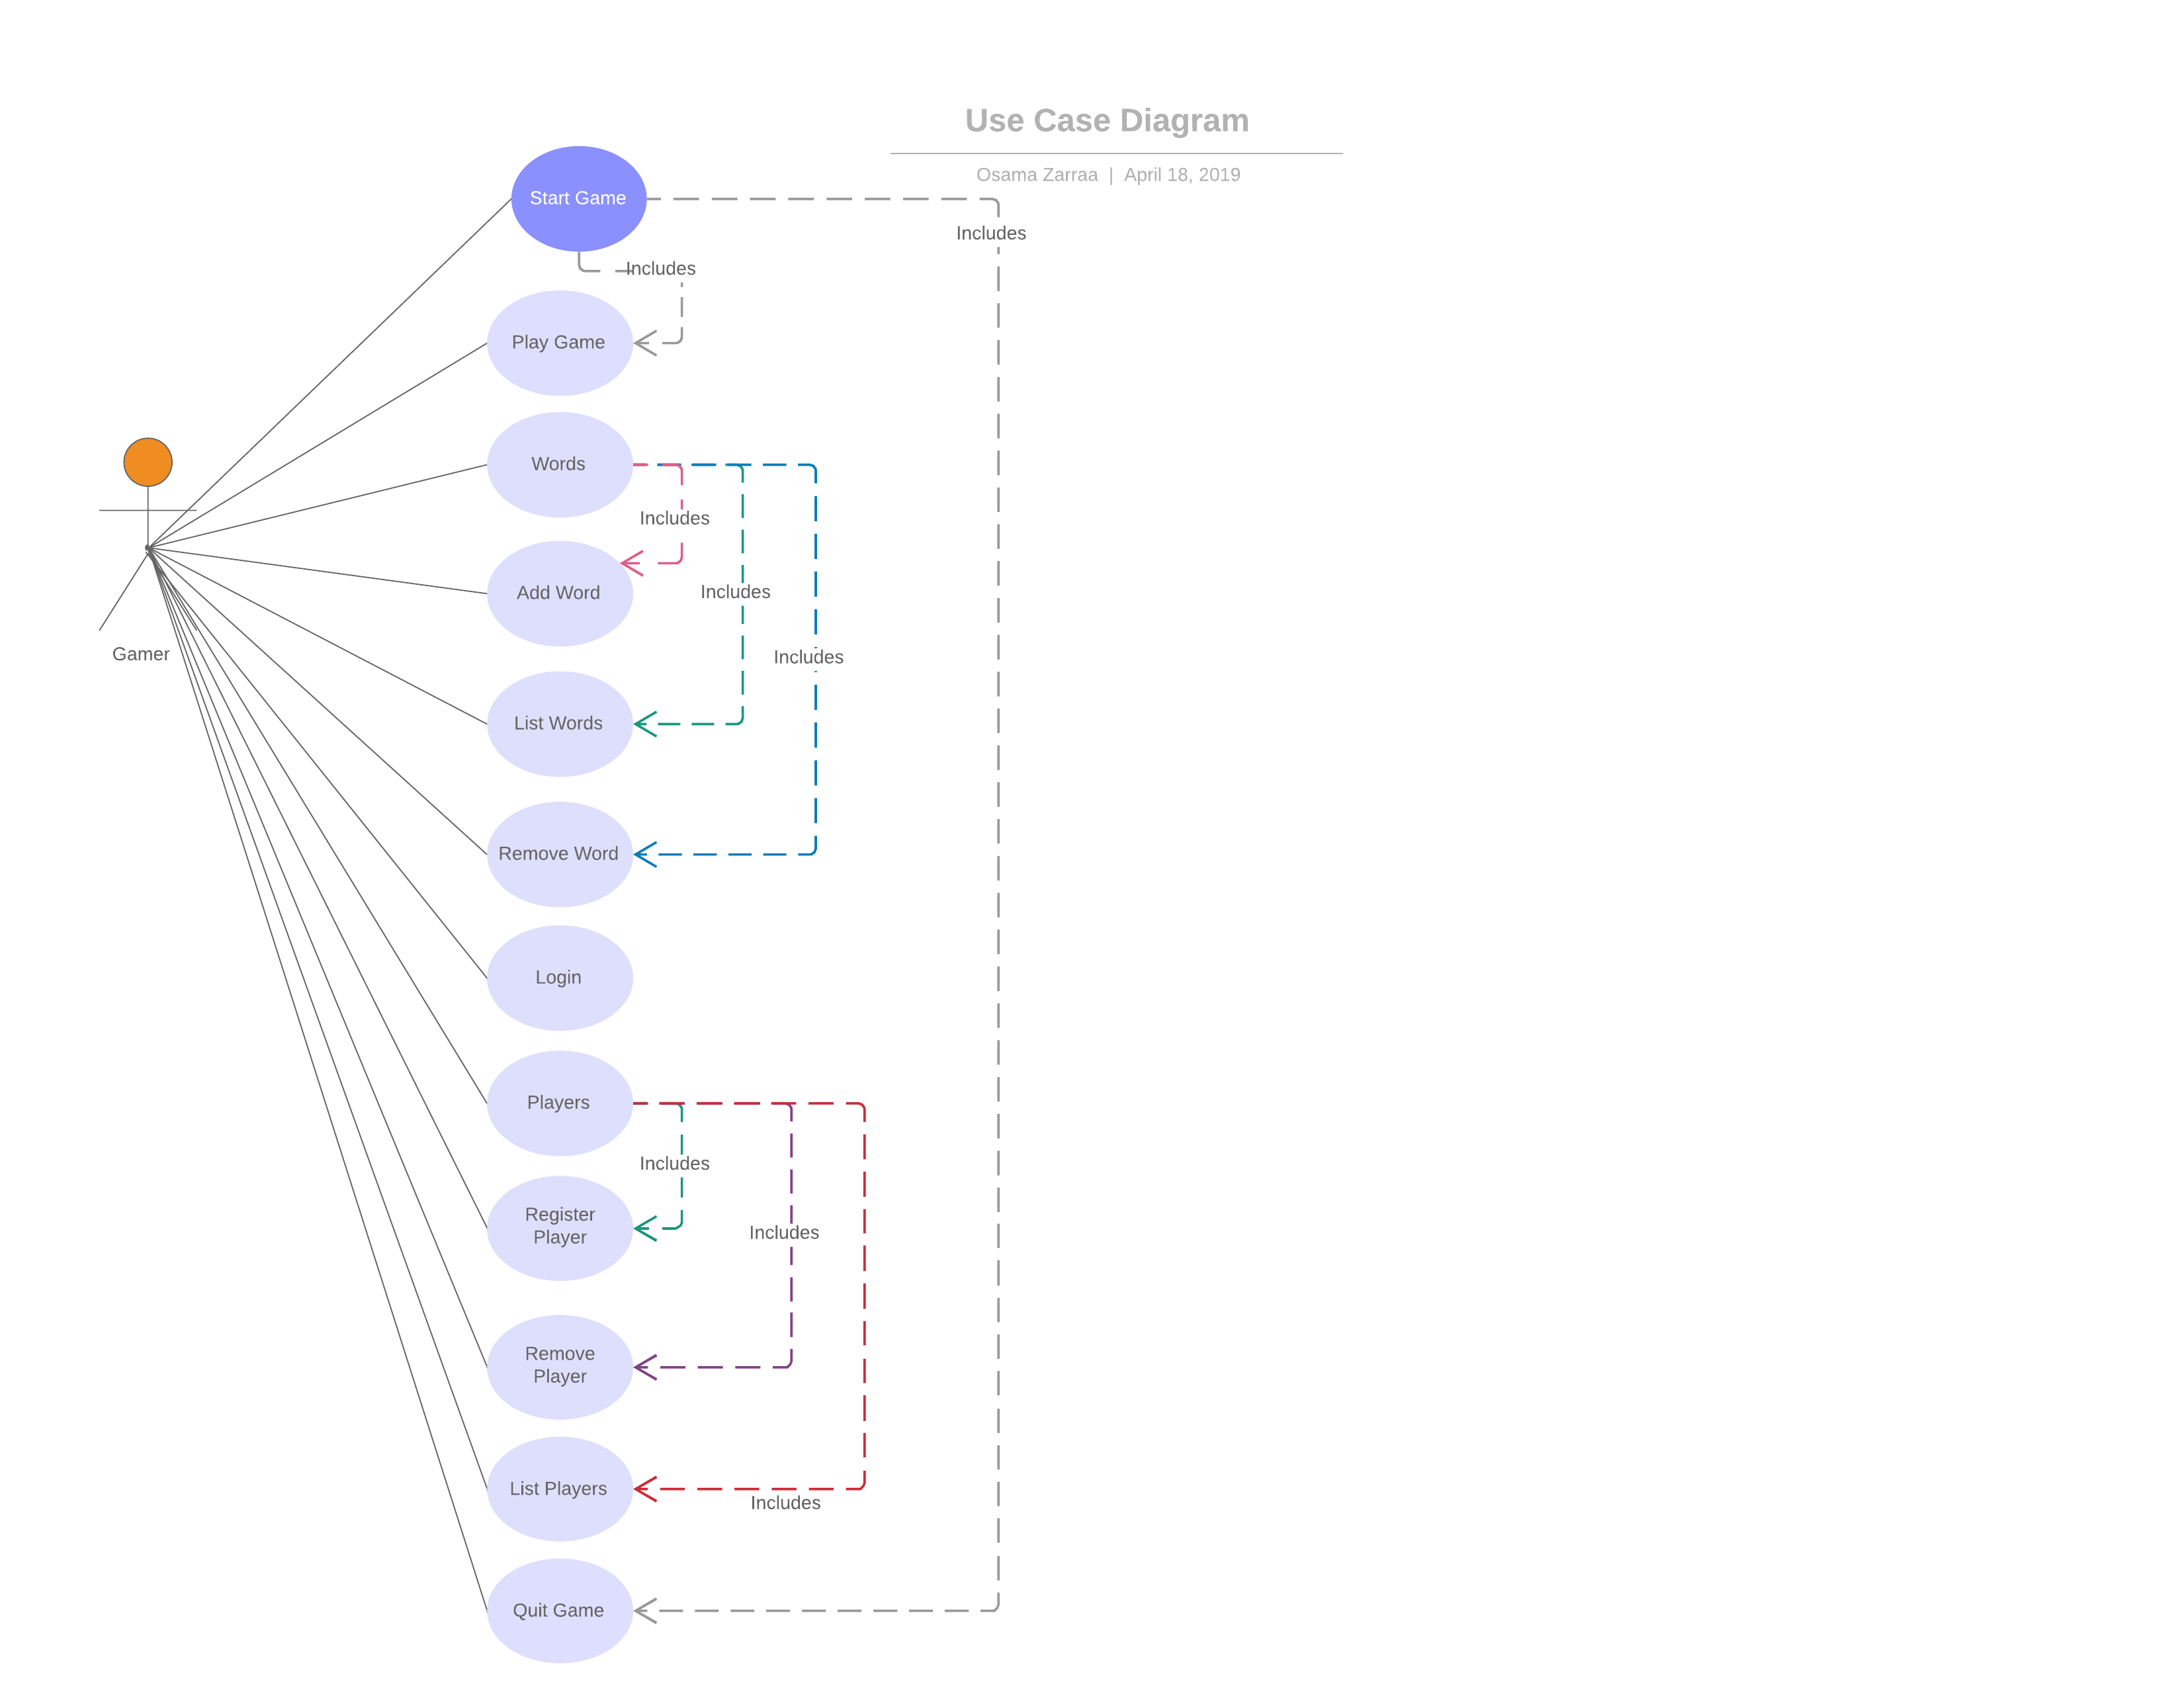 Use Case Diagram
Osama Zarraa | April 18, 2019
Start Game
Includes
Includes
Play Game
Words
Includes
Add Word
Includes
Gamer
Includes
List Words
Remove Word
Login
Players
Includes
Register
Player
Includes
Remove
Player
List Players
Includes
Quit Game